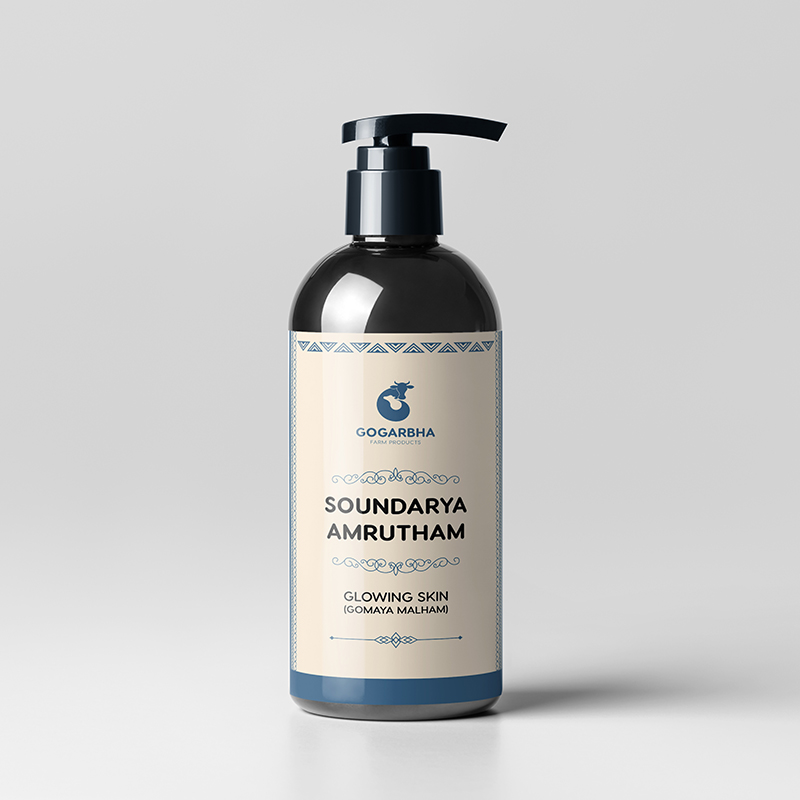 GOGARBHA
FARM PRODUCTS
SOUNDARYA
AMRUTHAM
GLOWING SKIN
(GOMAYA MALHAM)